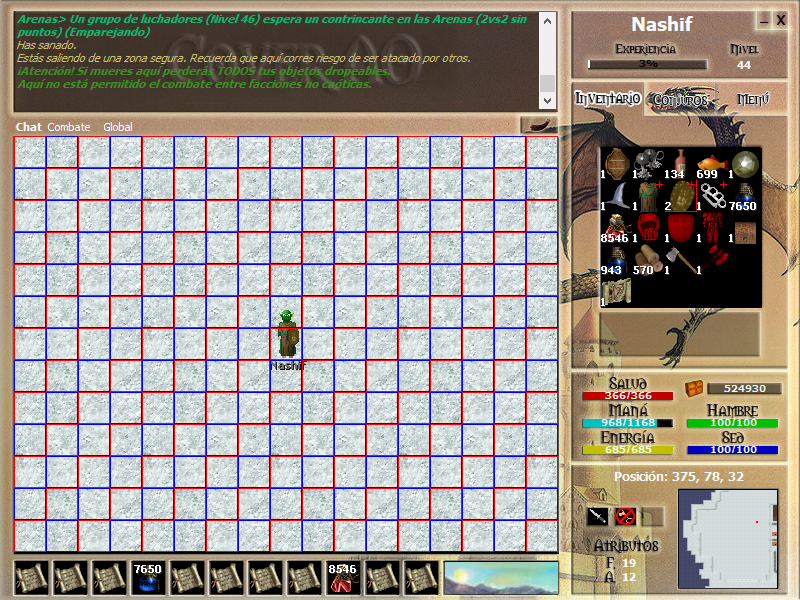 Arenas> Un grupo de luchadores (Nivel 46) espera un contrincante en las Arenas (2vs2 sin
puntos) (Emparejando)
Has sanado.
Estás saliendo de una zona segura. Recuerda que aquí corres riesgo de ser atacado por otros.
¡Atención! Si mueres aquí perderás TODOS tus objetos dropeables.
Aquí no está permitido el combate entre facciones no caóticas.
Chat Combate Global
Nashif
Nashif
X
Experiencia Nivel
3% 44
Inventario Conjuros Menú
1 1 134 699 1
1 1 2 1 7650
8546 1 1 1 1
943 570 1 1
1
Salud
366/366
524930
Maná Hambre
968/1168 100/100
Energía Sed
685/685 100/100
Posición: 375, 78, 32
Atributos
F. 19
A. 12
7650 8546